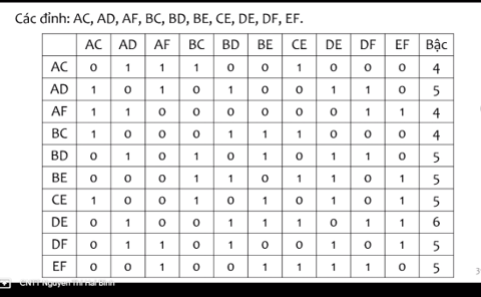 Các đỉnh: AC, AD, AF, BC, BD, BE, CE, DE, DF, EF.
AC AD AF BC BD BE CE DE DF EF Bậc
AC 0 1 1 1 0 0 1 0 0 0 4
AD 1 0 1 0 1 0 0 1 1 0 5
AF 1 1 0 0 0 0 0 0 1 1 4
BC 1 0 0 0 1 1 1 0 0 0 4
BD 0 1 0 1 0 1 0 1 1 0 5
BE 0 0 0 1 1 0 1 1 0 1 5
CE 1 0 0 1 0 1 0 1 0 1 5
DE 0 1 0 0 1 1 1 0 1 1 6
DF 0 1 1 0 1 0 0 1 0 1 5
EF 0 0 1 0 0 1 1 1 1 0 5